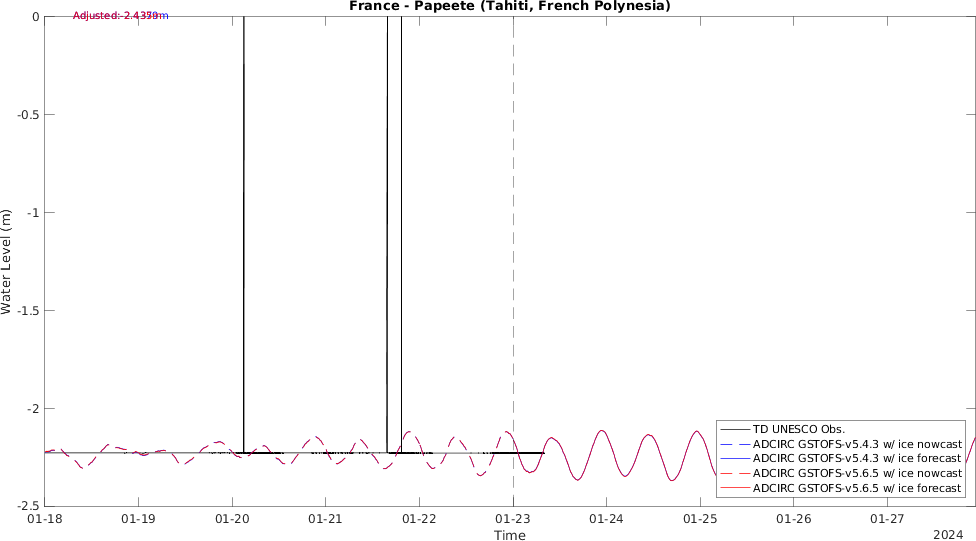 France - Papeete (Tahiti, French Polynesia)
Adjusted:-2.43
0
-0.5
-1
-1.5
-2
-2.5
Water Level (m)
01-18 01-19 01-20 01-21 01-22 01-23 01-24 01-25 01-26 01-27
Time
2024
TD UNESCO Obs.
ADCIRC GSTOFS-v5.4.3 w/ ice nowcast
ADCIRC GSTOFS-v5.4.3 w/ ice forecast
ADCIRC GSTOFS-v5.6.5 w/ ice nowcast
ADCIRC GSTOFS-v5.6.5 w/ ice forecast